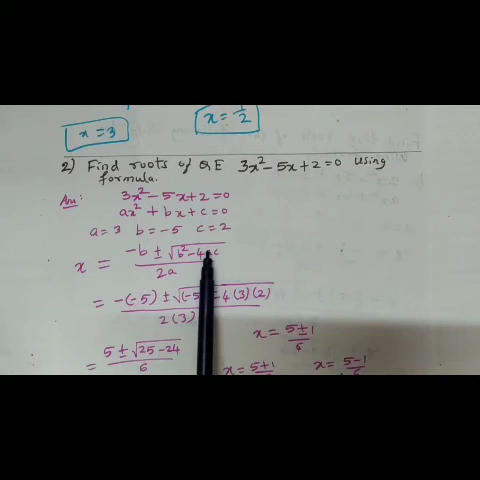 x = 3
x = 1/2
2) Find roots of QE 3x² - 5x + 2 = 0 using
formula.
Ans: 3x² - 5x + 2 = 0
ax² + bx + c = 0
a = 3 b = -5 c = 2
x = -b ± √b² - 4ac / 2a
= -(-5) ± √(-5 - 4(3)(2) / 2(3)
x = 5±1/6
= 5 ± √25-24 / 6
x = 5+1/6 x = 5-1/6